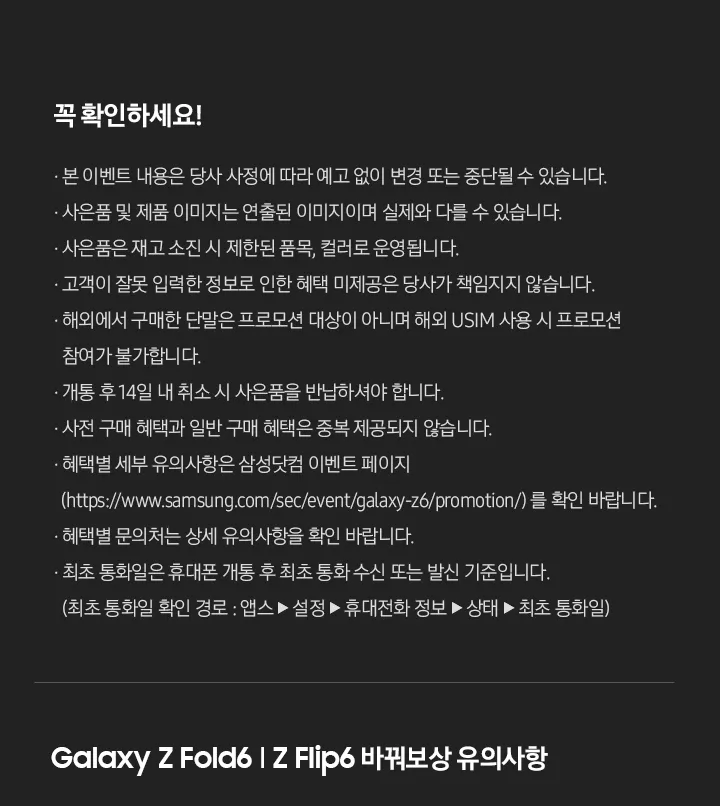 꼭 확인하세요!
· 본 이벤트 내용은 당사 사정에 따라 예고 없이 변경 또는 중단될 수 있습니다.
· 사은품 및 제품 이미지는 연출된 이미지이며 실제와 다를 수 있습니다.
· 사은품은 재고 소진 시 제한된 품목, 컬러로 운영됩니다.
· 고객이 잘못 입력한 정보로 인한 혜택 미제공은 당사가 책임지지 않습니다.
· 해외에서 구매한 단말은 프로모션 대상이 아니며 해외 USIM 사용 시 프로모션
참여가 불가합니다.
· 개통 후 14일 내 취소 시 사은품을 반납하셔야 합니다.
· 사전 구매 혜택과 일반 구매 혜택은 중복 제공되지 않습니다.
· 혜택별 세부 유의사항은 삼성닷컴 이벤트 페이지
(https://www.samsung.com/sec/event/galaxy-z6/promotion/) 를 확인 바랍니다.
· 혜택별 문의처는 상세 유의사항을 확인 바랍니다.
· 최초 통화일은 휴대폰 개통 후 최초 통화 수신 또는 발신 기준입니다.
(최초 통화일 확인 경로 : 앱스 ▶ 설정 ▶ 휴대전화 정보 ▶ 상태 ▶ 최초 통화일)
Galaxy Z Fold6 | Z Flip6 바꿔보상 유의사항